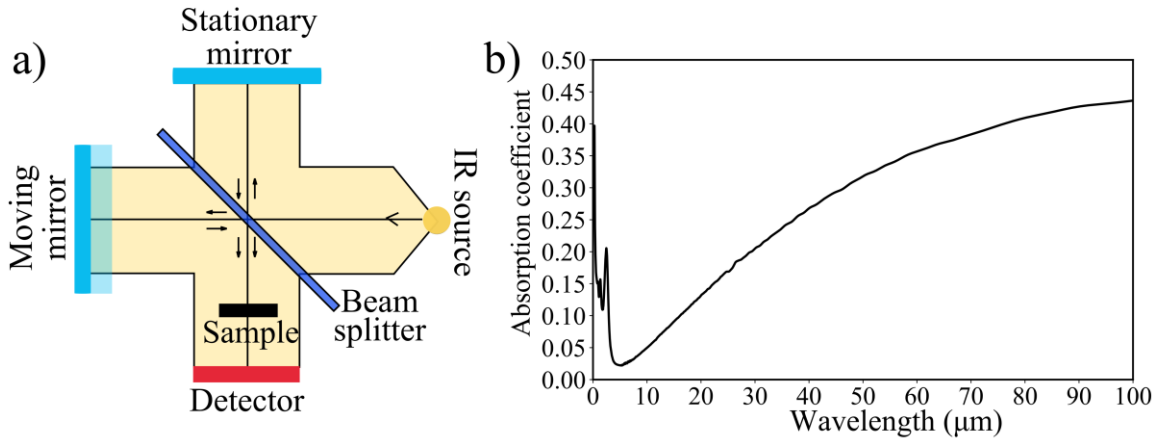 a)
Stationary
mirror
Moving
mirror
IR source
Beam
splitter
Sample
Detector
b)
Absorption coefficient
0.50
0.45
0.40
0.35
0.30
0.25
0.20
0.15
0.10
0.05
0.00
0 10 20 30 40 50 60 70 80 90 100
Wavelength (μm)